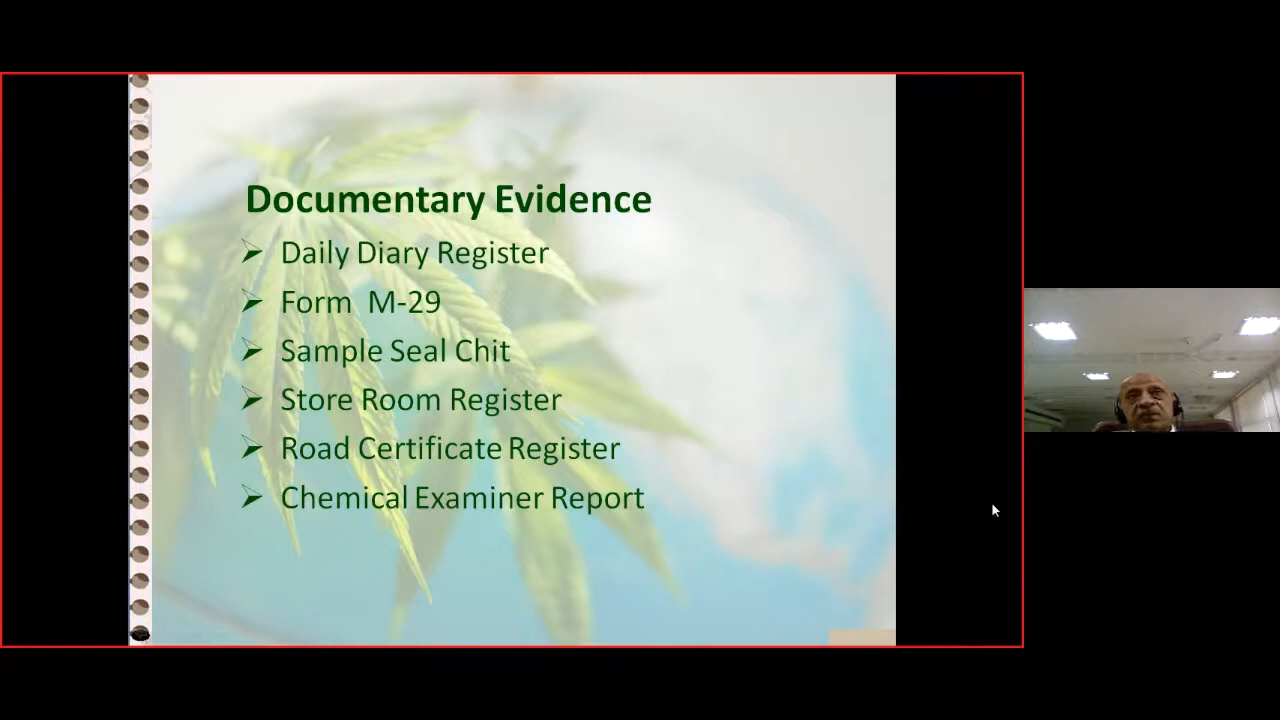 Documentary Evidence
Daily Diary Register
Form M-29
Sample Seal Chit
Store Room Register
Road Certificate Register
Chemical Examiner Report